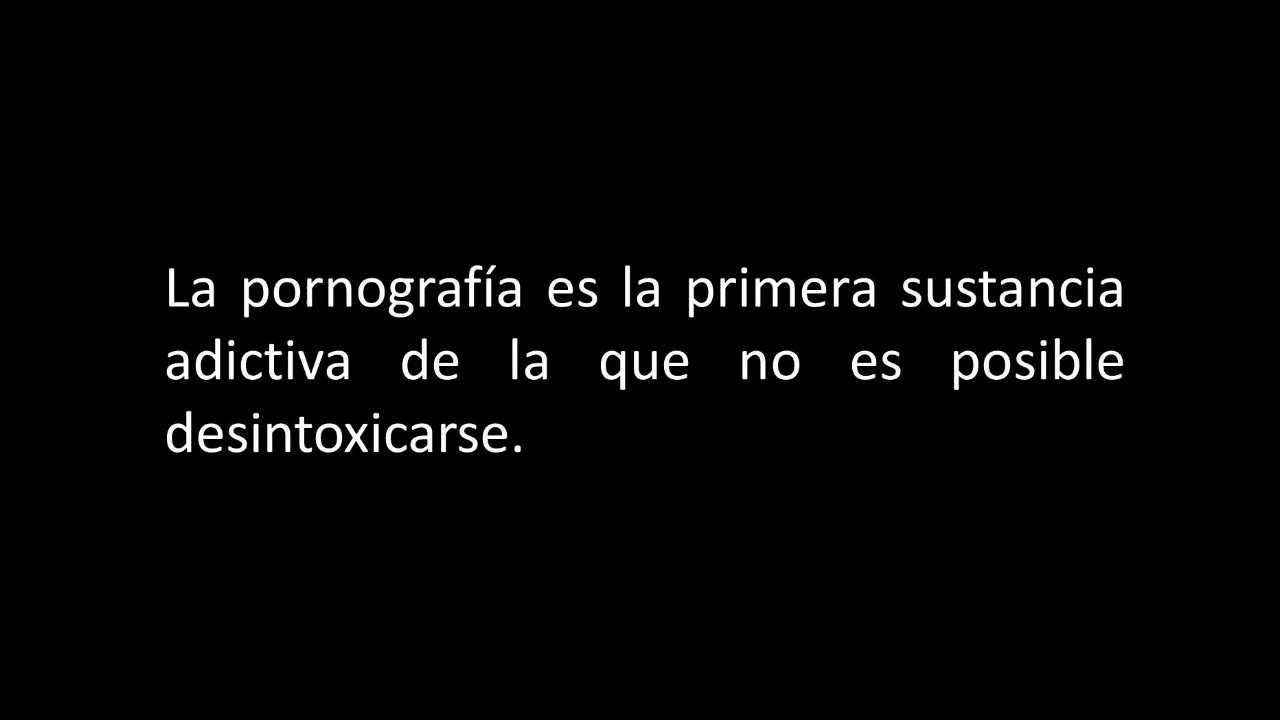 La pornografía es la primera sustancia
adictiva de la que no es posible
desintoxicarse.